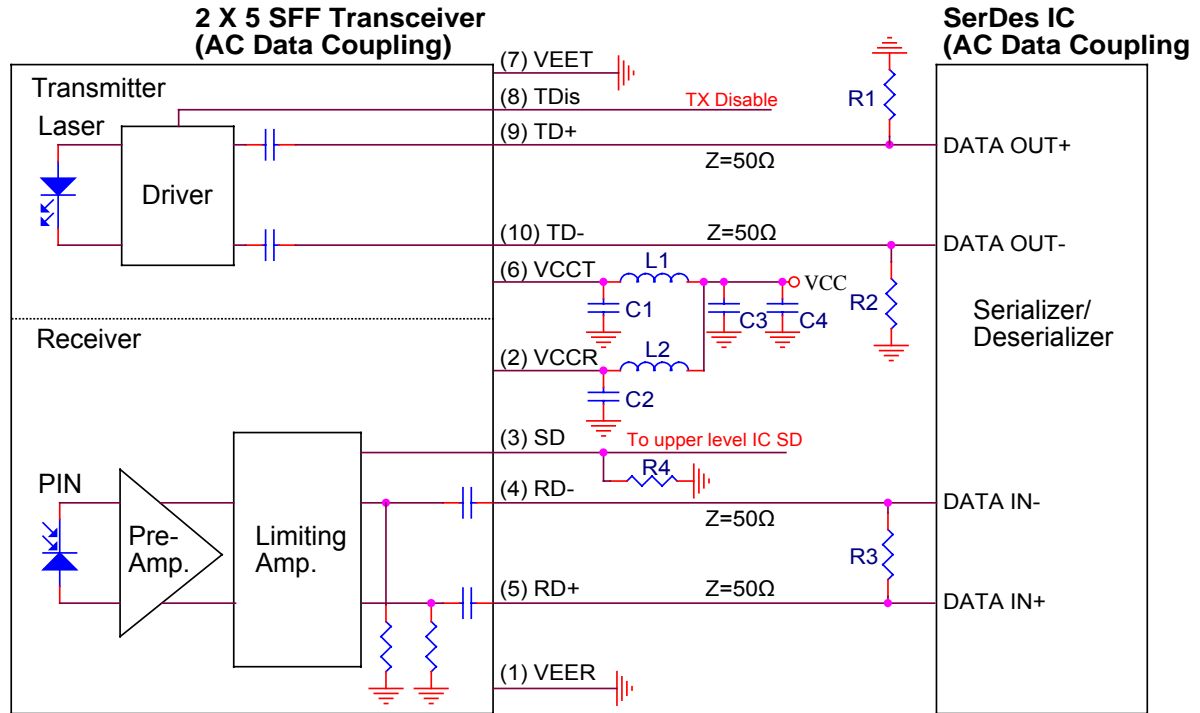 2 X 5 SFF Transceiver
(AC Data Coupling)
SerDes IC
(AC Data Coupling
(7) VEET
Transmitter
(8) TDis
TX Disable
R1
Laser
(9) TD+
DATA OUT+
Z=50Ω
Driver
(10) TD-
Z=50Ω
DATA OUT-
(6) VCCT
L1
VCC
R2
C1
C3
C4
Serializer/
Deserializer
Receiver
(2) VCCR
L2
C2
(3) SD
To upper level IC SD
R4
PIN
(4) RD-
DATA IN-
Z=50Ω
Pre-
Amp.
Limiting
Amp.
R3
(5) RD+
Z=50Ω
DATA IN+
(1) VEER